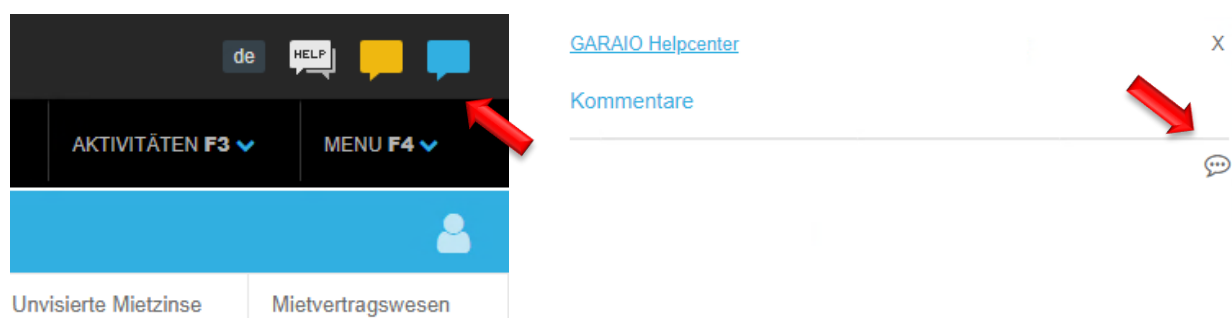 de
HELP
AKTIVITÄTEN F3
MENU F4
Unvisierte Mietzinse
Mietvertragswesen
GARAIO Helpcenter
X
Kommentare